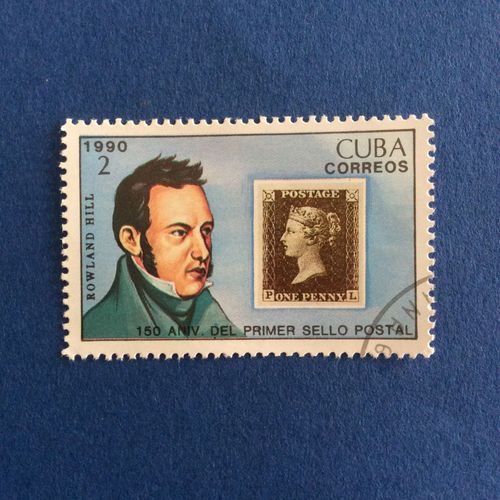 1990
2
CUBA
CORREOS
ROWLAND HILL
POSTAGE
P ONE PENNY L
150 ANIV. DEL PRIMER SELLO POSTAL